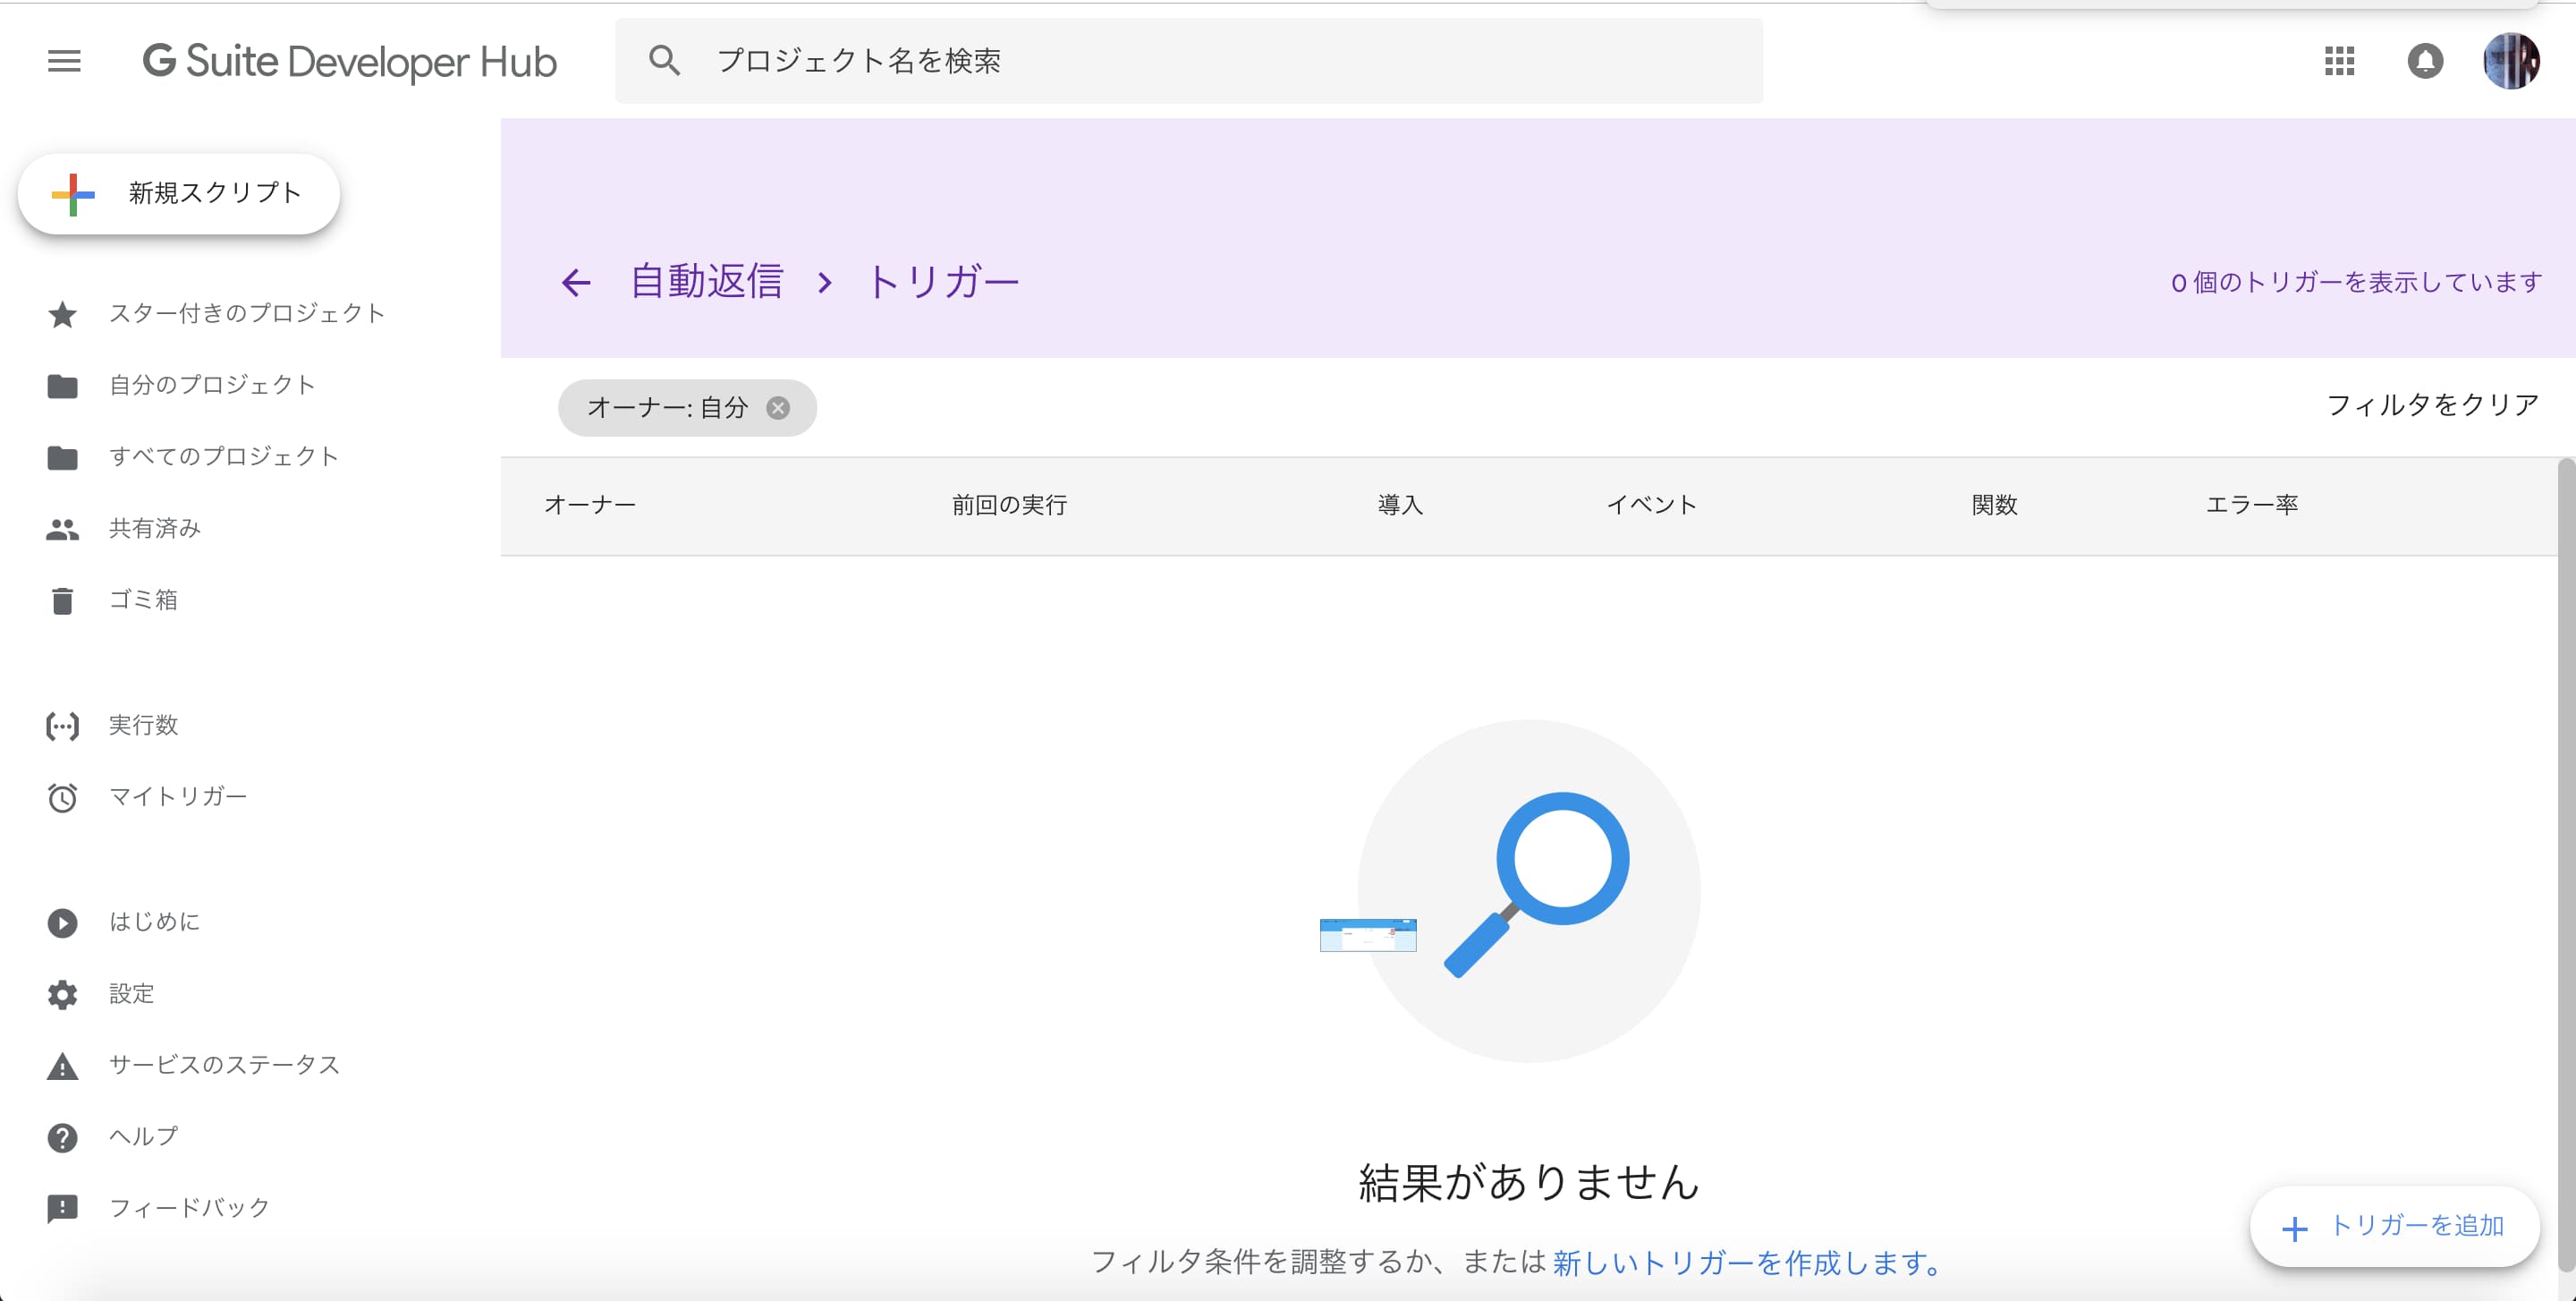 G Suite Developer Hub
プロジェクト名を検索
新規スクリプト
スター付きのプロジェクト
自分のプロジェクト
すべてのプロジェクト
共有済み
ゴミ箱
実行数
マイトリガー
はじめに
設定
サービスのステータス
ヘルプ
フィードバック
自動返信 › トリガー
0 個のトリガーを表示しています
オーナー: 自分
フィルタをクリア
オーナー 前回の実行 導入 イベント 関数 エラー率
結果がありません
フィルタ条件を調整するか、または 新しいトリガーを作成します。
トリガーを追加